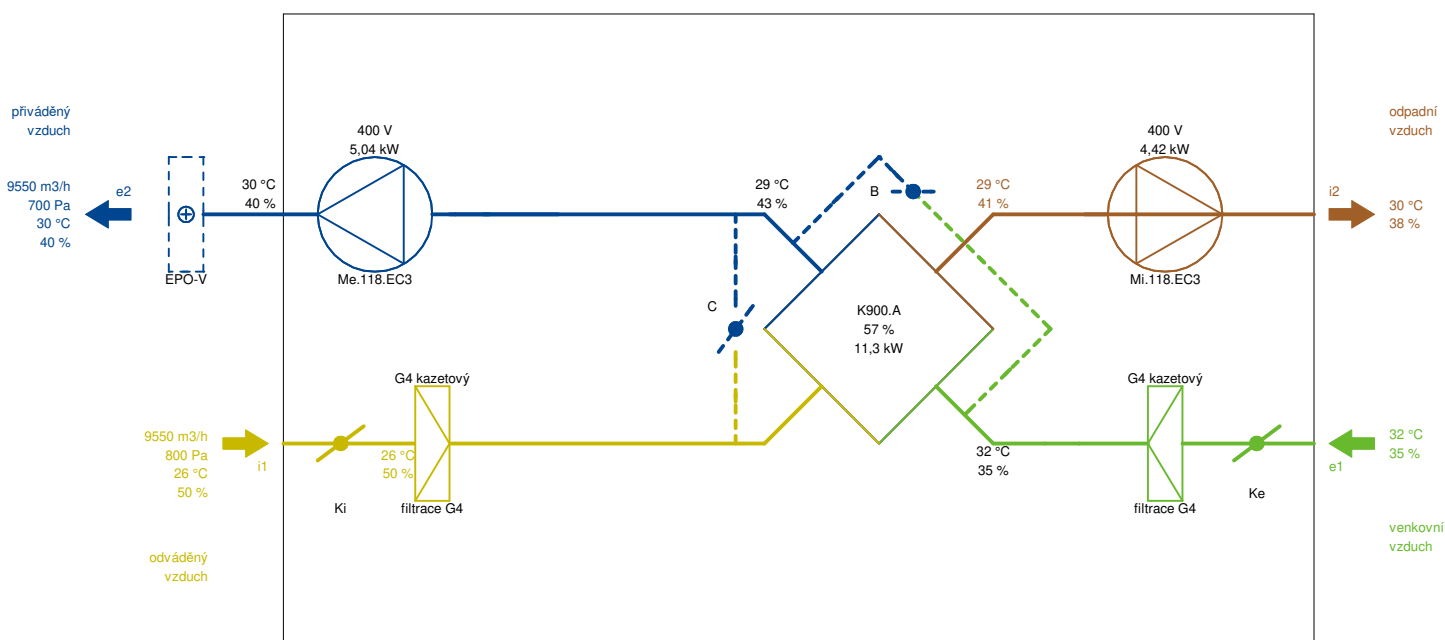 přiváděný
vzduch
9550 m3/h
700 Pa
30 °C
40 %
e2
EPO-V
30 °C
40 %
400 V
5,04 kW
Me.118.EC3
29 °C
43 %
B
29 °C
41 %
400 V
4,42 kW
Mi.118.EC3
odpadní
vzduch
i2
30 °C
38 %
C
K900.A
57 %
11,3 kW
9550 m3/h
800 Pa
26 °C
50 %
i1
Ki
26 °C
50 %
G4 kazetový
filtrace G4
32 °C
35 %
G4 kazetový
filtrace G4
Ke
e1
32 °C
35 %
odváděný
vzduch
venkovní
vzduch